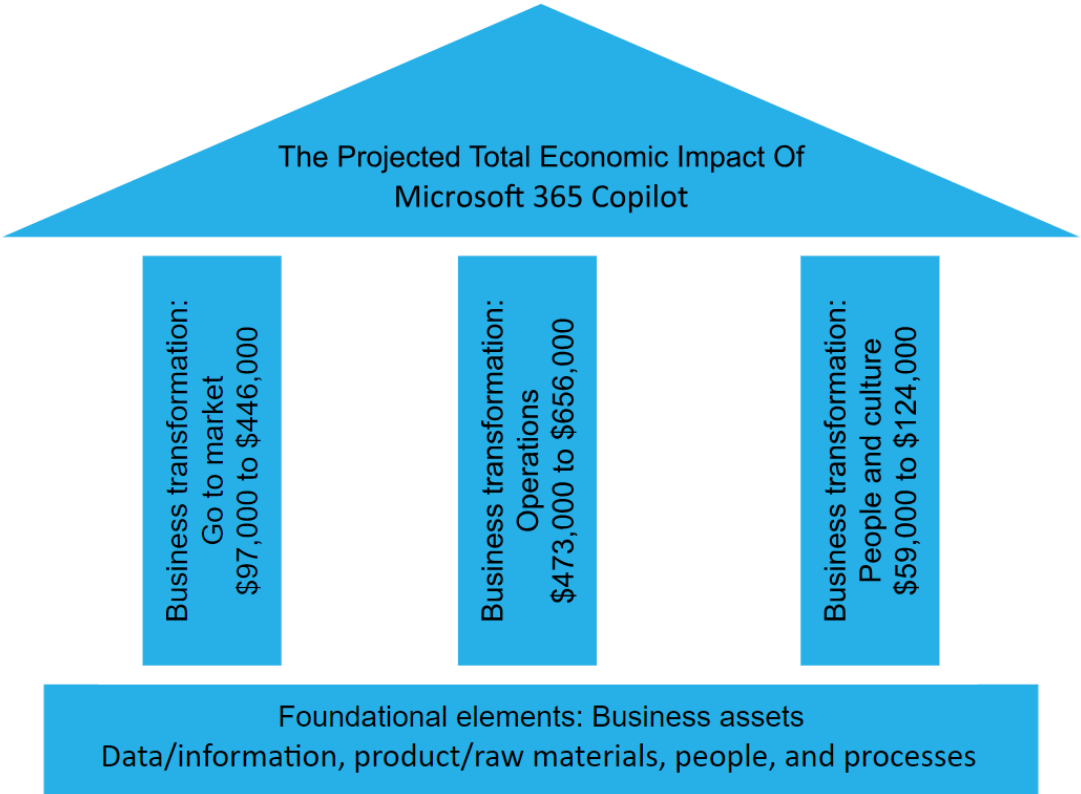 The Projected Total Economic Impact Of
Microsoft 365 Copilot
Business transformation:
Go to market
$97,000 to $446,000
Business transformation:
Operations
$473,000 to $656,000
Business transformation:
People and culture
$59,000 to $124,000
Foundational elements: Business assets
Data/information, product/raw materials, people, and processes